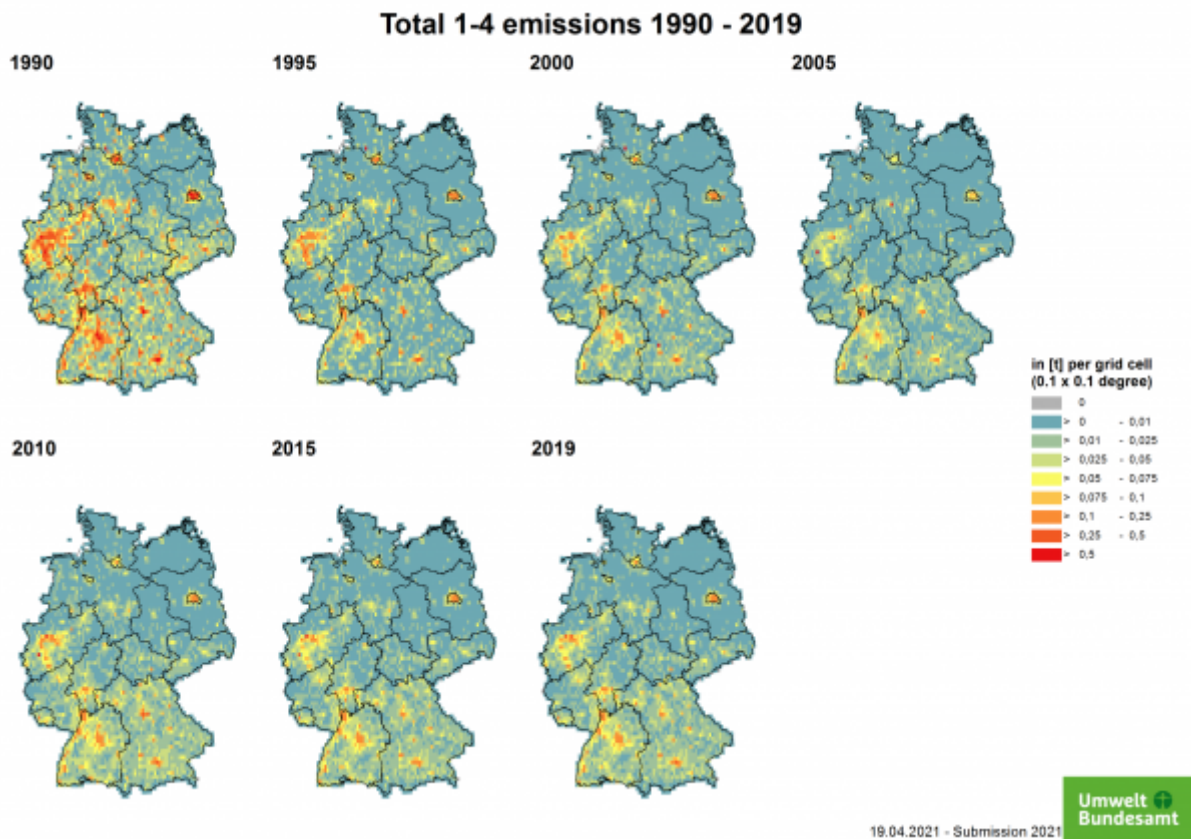 Total 1-4 emissions 1990 - 2019
1990
1995
2000
2005
in [t] per grid cell
(0.1 x 0.1 degree)
0
> 0 - 0,01
> 0,01 - 0,025
> 0,025 - 0,05
> 0,05 - 0,075
> 0,075 - 0,1
> 0,1 - 0,25
> 0,25 - 0,5
> 0,5
2010
2015
2019
Umwelt
Bundesamt
19.04.2021 - Submission 2021